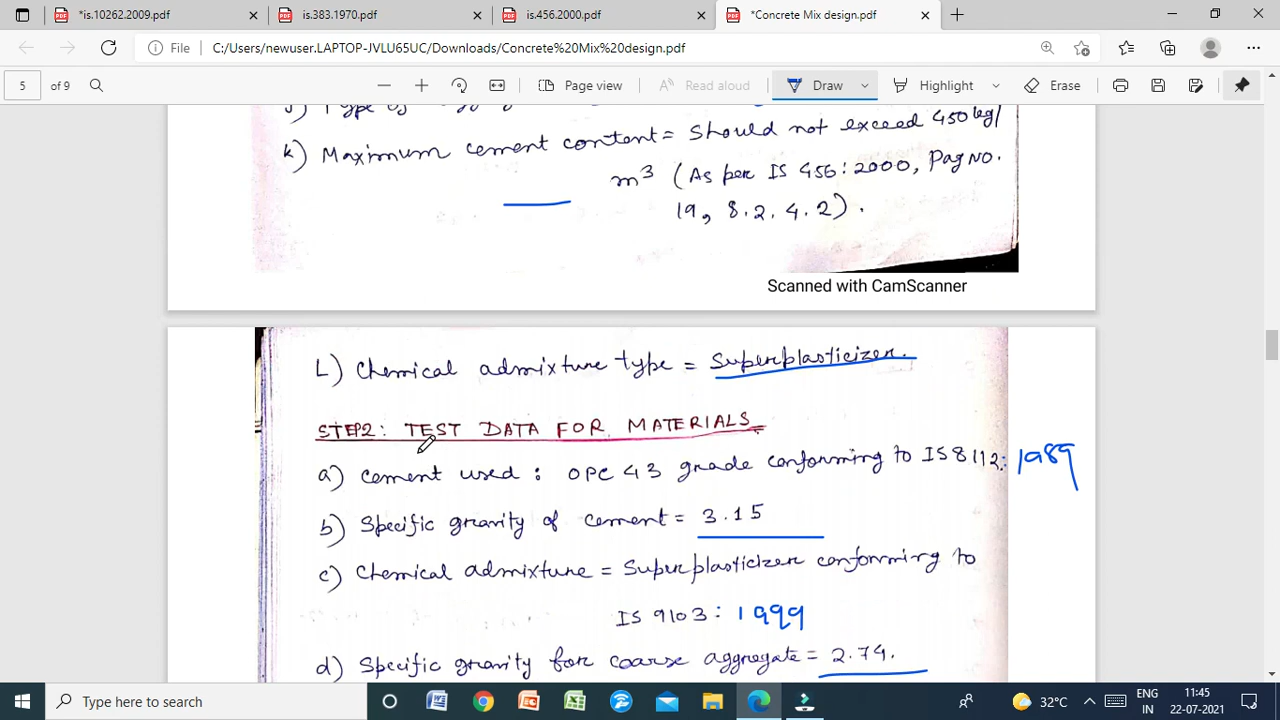 *is.10262.2009.pdf
is.383.1970.pdf
is.456.2000.pdf
*Concrete Mix design.pdf
File
C:/Users/newuser.LAPTOP-JVLU65UC/Downloads/Concrete%20Mix%20design.pdf
5 of 9
Page view
Read aloud
Draw
Highlight
Erase
Type of
K) Maximum cement content = Should not exceed 450 kg/
m3 (As per IS 456:2000, Pag No.
19, 8.2.4.2).
Scanned with CamScanner
L) Chemical admixture type = Superplasticizer.
STEP2: TEST DATA FOR MATERIALS
a) Cement used : OPC 43 grade conforming to IS 8112: 1989
b) Specific gravity of cement = 3.15
c) Chemical admixture = Superplasticizer conforming to
IS 9103: 1999
d) Specific gravity for coarse aggregate = 2.74.
Type here to search
32°C
ENG
IN
11:45
22-07-2021